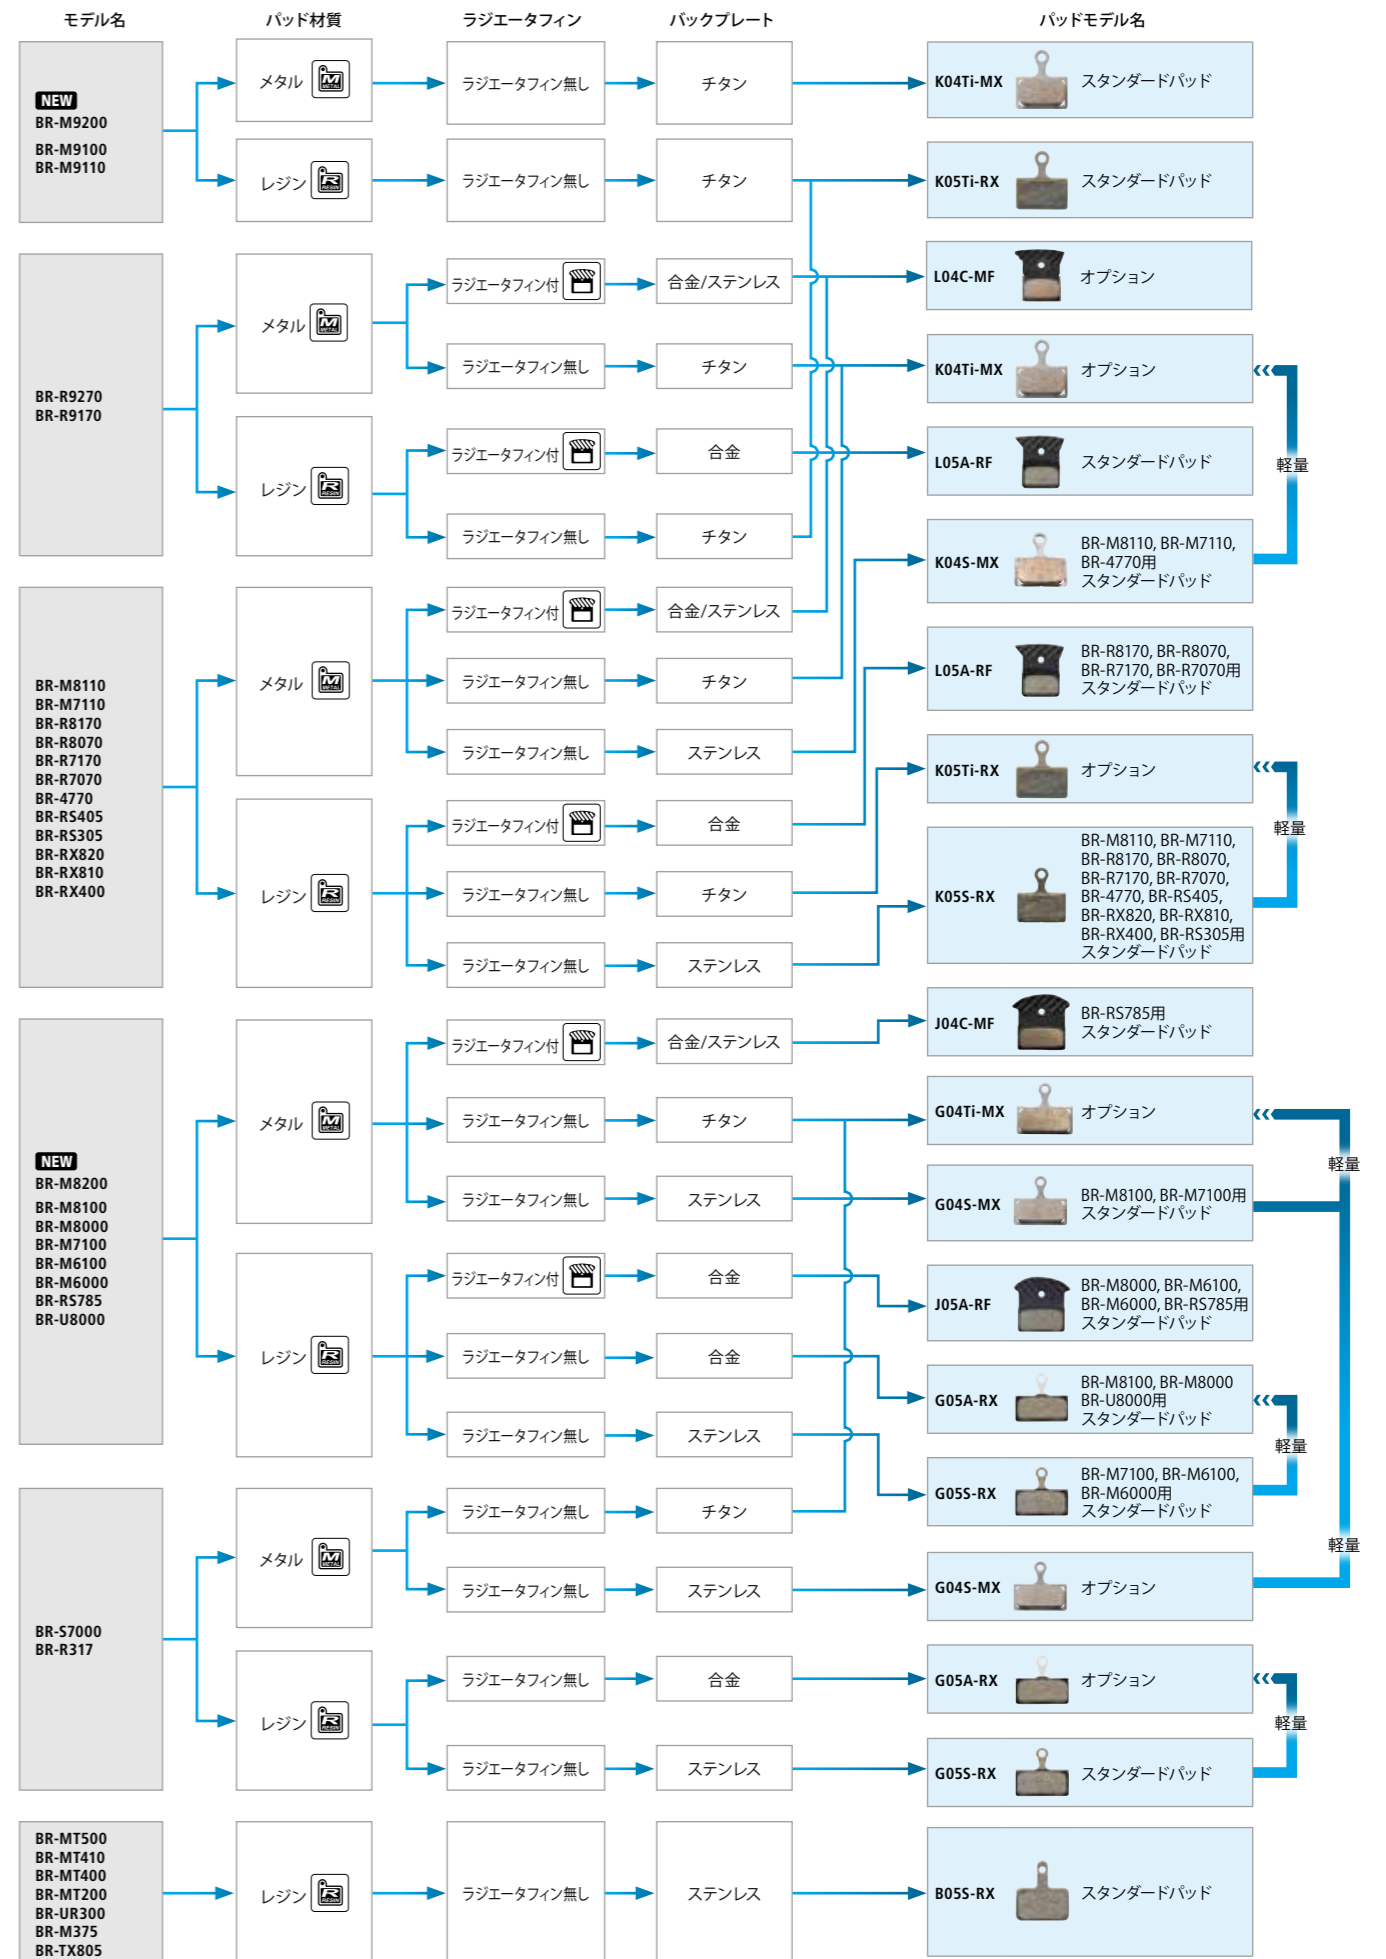 モデル名
パッド材質
ラジエータフィン
バックプレート
パッドモデル名
NEW
BR-M9200
BR-M9100
BR-M9110
メタル
M
METAL
ラジエータフィン無し
チタン
K04Ti-MX
スタンダードパッド
レジン
R
RESIN
ラジエータフィン無し
チタン
K05Ti-RX
スタンダードパッド
BR-R9270
BR-R9170
メタル
M
METAL
ラジエータフィン付
合金/ステンレス
L04C-MF
オプション
ラジエータフィン無し
チタン
K04Ti-MX
オプション
レジン
R
RESIN
ラジエータフィン付
合金
L05A-RF
スタンダードパッド
軽量
ラジエータフィン無し
チタン
K04S-MX
BR-M8110, BR-M7110,
BR-4770用
スタンダードパッド
BR-M8110
BR-M7110
BR-R8170
BR-R8070
BR-R7170
BR-R7070
BR-4770
BR-RS405
BR-RS305
BR-RX820
BR-RX810
BR-RX400
メタル
M
METAL
ラジエータフィン付
合金/ステンレス
ラジエータフィン無し
チタン
L05A-RF
BR-R8170, BR-R8070,
BR-R7170, BR-R7070用
スタンダードパッド
ラジエータフィン無し
ステンレス
K05Ti-RX
オプション
レジン
R
RESIN
ラジエータフィン付
合金
軽量
ラジエータフィン無し
チタン
K05S-RX
BR-M8110, BR-M7110,
BR-R8170, BR-R8070,
BR-R7170, BR-R7070,
BR-4770, BR-RS405,
BR-RX820, BR-RX810,
BR-RX400, BR-RS305用
スタンダードパッド
ラジエータフィン無し
ステンレス
NEW
BR-M8200
BR-M8100
BR-M8000
BR-M7100
BR-M6100
BR-M6000
BR-RS785
BR-U8000
メタル
M
METAL
ラジエータフィン付
合金/ステンレス
J04C-MF
BR-RS785用
スタンダードパッド
ラジエータフィン無し
チタン
G04Ti-MX
オプション
軽量
ラジエータフィン無し
ステンレス
G04S-MX
BR-M8100, BR-M7100用
スタンダードパッド
レジン
R
RESIN
ラジエータフィン付
合金
J05A-RF
BR-M8000, BR-M6100,
BR-M6000, BR-RS785用
スタンダードパッド
ラジエータフィン無し
合金
G05A-RX
BR-M8100, BR-M8000
BR-U8000用
スタンダードパッド
軽量
ラジエータフィン無し
ステンレス
G05S-RX
BR-M7100, BR-M6100,
BR-M6000用
スタンダードパッド
BR-S7000
BR-R317
メタル
M
METAL
ラジエータフィン無し
チタン
軽量
ラジエータフィン無し
ステンレス
G04S-MX
オプション
レジン
R
RESIN
ラジエータフィン無し
合金
G05A-RX
オプション
軽量
ラジエータフィン無し
ステンレス
G05S-RX
スタンダードパッド
BR-MT500
BR-MT410
BR-MT400
BR-MT200
BR-UR300
BR-M375
BR-TX805
レジン
R
RESIN
ラジエータフィン無し
ステンレス
B05S-RX
スタンダードパッド